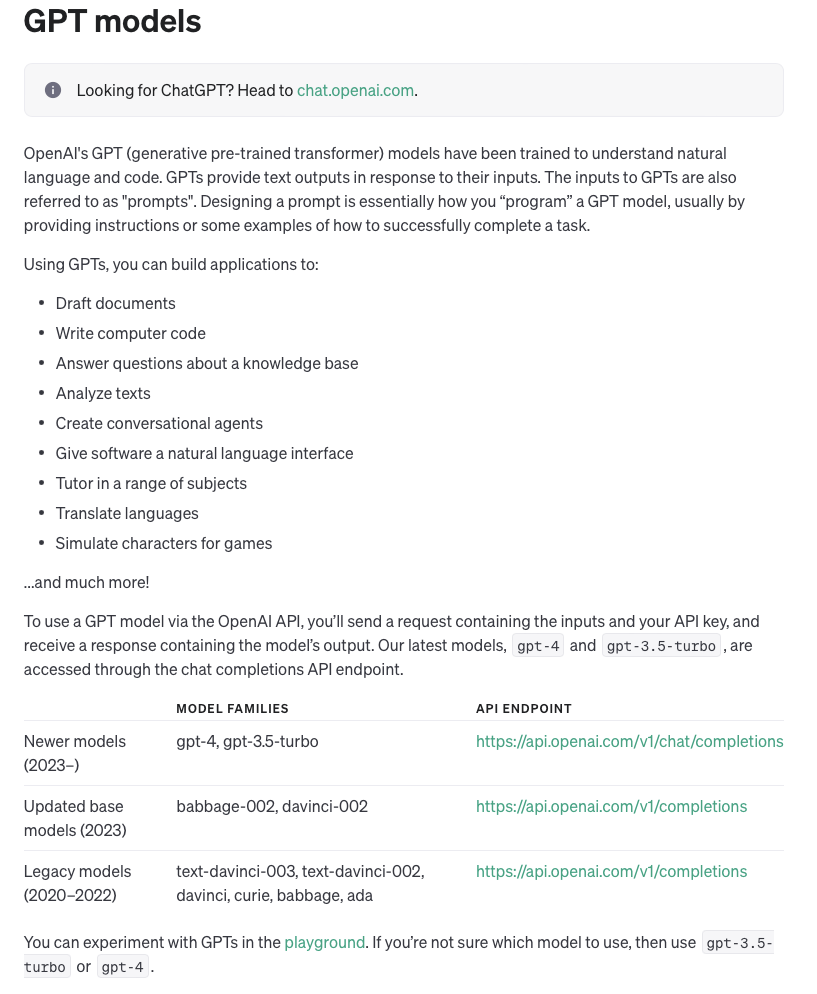 GPT models
Looking for ChatGPT? Head to chat.openai.com.
OpenAI's GPT (generative pre-trained transformer) models have been trained to understand natural
language and code. GPTs provide text outputs in response to their inputs. The inputs to GPTs are also
referred to as "prompts". Designing a prompt is essentially how you “program” a GPT model, usually by
providing instructions or some examples of how to successfully complete a task.
Using GPTs, you can build applications to:
• Draft documents
• Write computer code
• Answer questions about a knowledge base
• Analyze texts
• Create conversational agents
• Give software a natural language interface
• Tutor in a range of subjects
• Translate languages
• Simulate characters for games
...and much more!
To use a GPT model via the OpenAI API, you’ll send a request containing the inputs and your API key, and
receive a response containing the model’s output. Our latest models, gpt-4 and gpt-3.5-turbo, are
accessed through the chat completions API endpoint.
MODEL FAMILIES API ENDPOINT
Newer models gpt-4, gpt-3.5-turbo https://api.openai.com/v1/chat/completions
(2023–)
Updated base babbage-002, davinci-002 https://api.openai.com/v1/completions
models (2023)
Legacy models text-davinci-003, text-davinci-002, https://api.openai.com/v1/completions
(2020–2022) davinci, curie, babbage, ada
You can experiment with GPTs in the playground. If you’re not sure which model to use, then use gpt-3.5-
turbo or gpt-4.